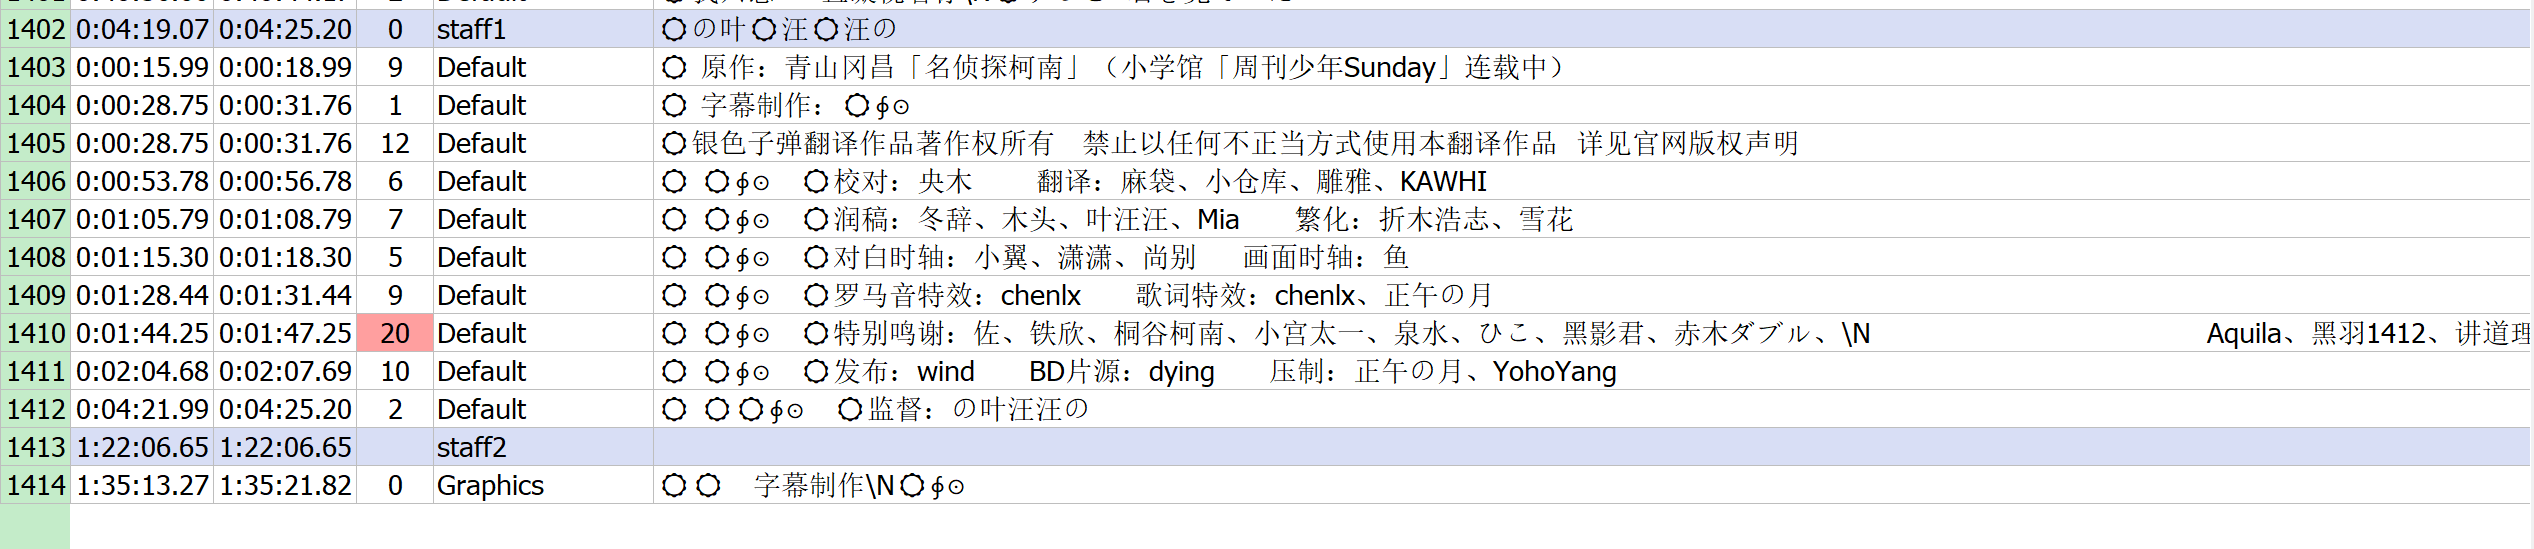 1402 0:04:19.07 0:04:25.20 0 staff1 の叶汪汪の
1403 0:00:15.99 0:00:18.99 9 Default 原作：青山冈昌「名侦探柯南」（小学馆「周刊少年Sunday」连载中）
1404 0:00:28.75 0:00:31.76 1 Default 字幕制作：∮⊙
1405 0:00:28.75 0:00:31.76 12 Default 银色子弹翻译作品著作权所有 禁止以任何不正当方式使用本翻译作品 详见官网版权声明
1406 0:00:53.78 0:00:56.78 6 Default ∮⊙ 校对：央木 翻译：麻袋、小仓库、雕雅、KAWHI
1407 0:01:05.79 0:01:08.79 7 Default ∮⊙ 润稿：冬辞、木头、叶汪汪、Mia 繁化：折木浩志、雪花
1408 0:01:15.30 0:01:18.30 5 Default ∮⊙ 对白时轴：小翼、潇潇、尚别 画面时轴：鱼
1409 0:01:28.44 0:01:31.44 9 Default ∮⊙ 罗马音特效：chenlx 歌词特效：chenlx、正午の月
1410 0:01:44.25 0:01:47.25 20 Default ∮⊙ 特别鸣谢：佐、铁欣、桐谷柯南、小宫太一、泉水、ひこ、黑影君、赤木ダブル、\N Aquila、黑羽1412、讲道理
1411 0:02:04.68 0:02:07.69 10 Default ∮⊙ 发布：wind BD片源：dying 压制：正午の月、YohoYang
1412 0:04:21.99 0:04:25.20 2 Default ∮⊙ 监督：の叶汪汪の
1413 1:22:06.65 1:22:06.65 staff2
1414 1:35:13.27 1:35:21.82 0 Graphics 字幕制作\N∮⊙